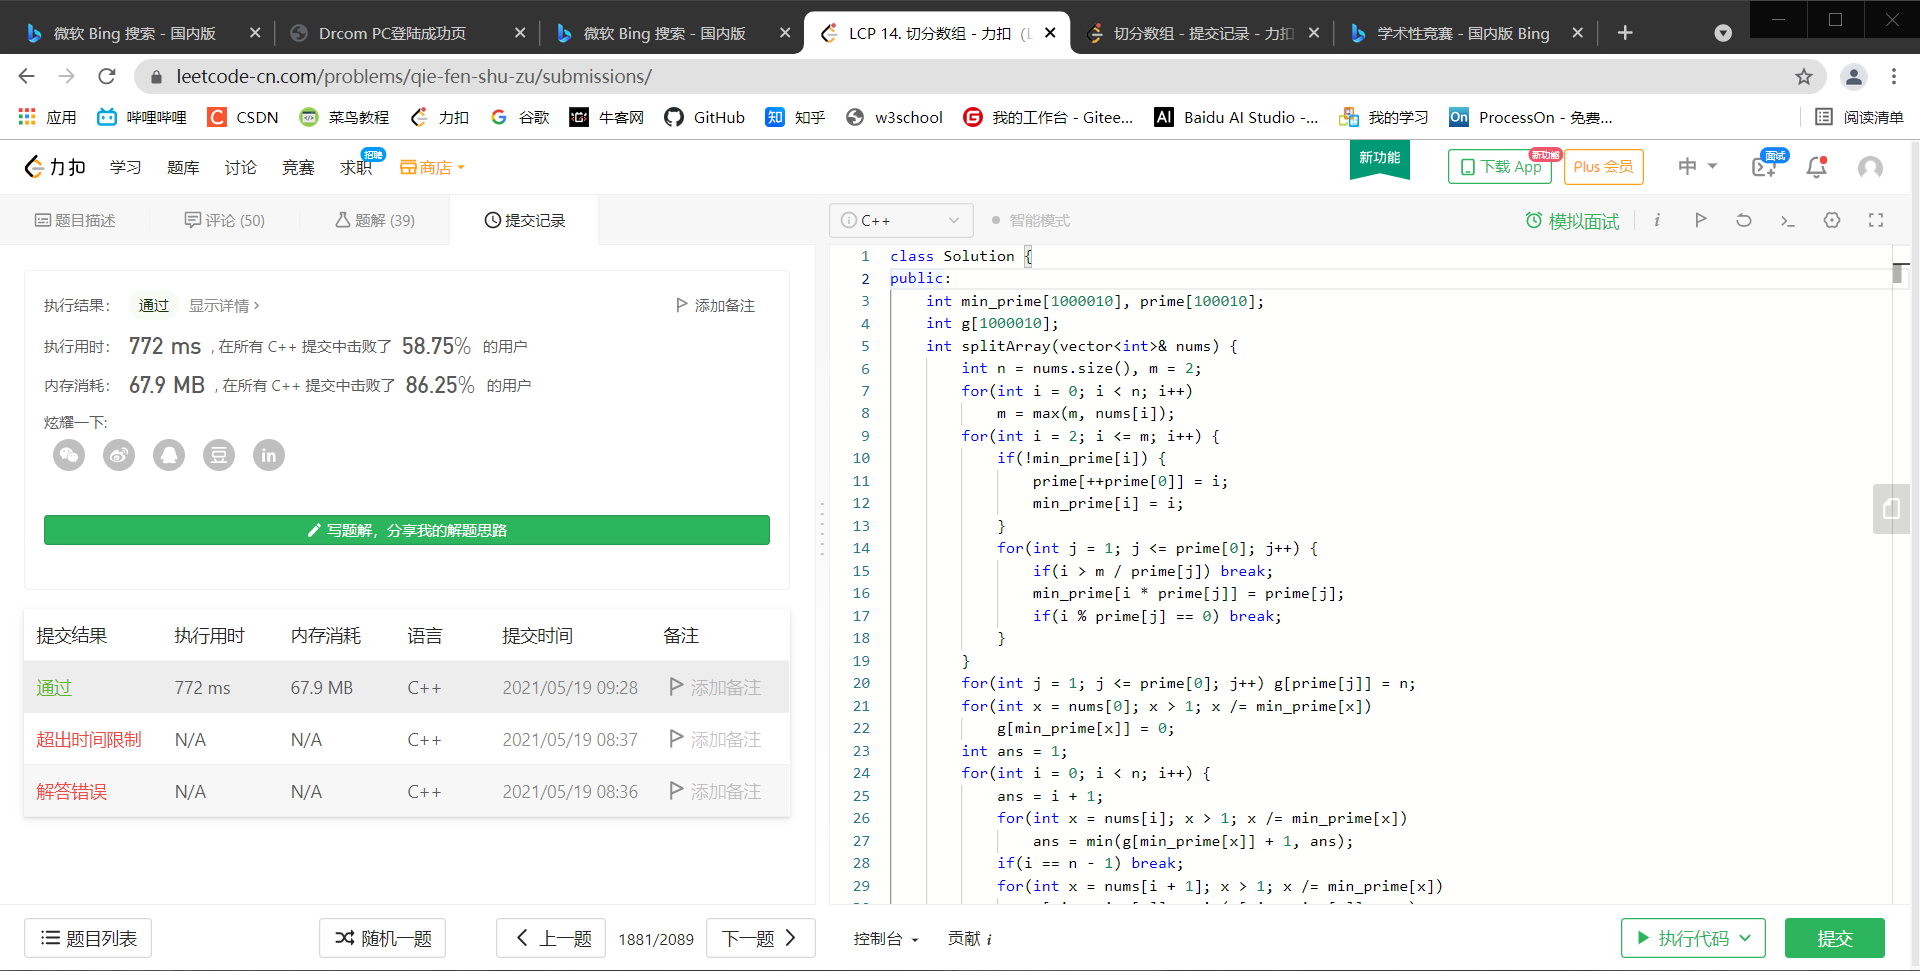 微软 Bing 搜索 - 国内版
Drcom PC登陆成功页
微软 Bing 搜索 - 国内版
LCP 14. 切分数组 - 力扣 (L
切分数组 - 提交记录 - 力扣
学术性竞赛 - 国内版 Bing
leetcode-cn.com/problems/qie-fen-shu-zu/submissions/
应用
哔哩哔哩
CSDN
菜鸟教程
力扣
谷歌
牛客网
GitHub
知 知乎
w3school
我的工作台 - Gitee...
AI Baidu AI Studio -...
我的学习
On ProcessOn - 免费...
阅读清单
力扣
学习
题库
讨论
竞赛
求职
招聘
商店
新功能
下载 App
新功能
Plus 会员
中
面试
题目描述
评论 (50)
题解 (39)
提交记录
C++
智能模式
模拟面试
执行结果：
通过
显示详情 ›
添加备注
执行用时：
772 ms , 在所有 C++ 提交中击败了 58.75% 的用户
内存消耗：
67.9 MB , 在所有 C++ 提交中击败了 86.25% 的用户
炫耀一下:
豆
in
写题解，分享我的解题思路
提交结果 执行用时 内存消耗 语言 提交时间 备注
通过 772 ms 67.9 MB C++ 2021/05/19 09:28 添加备注
超出时间限制 N/A N/A C++ 2021/05/19 08:37 添加备注
解答错误 N/A N/A C++ 2021/05/19 08:36 添加备注
1 class Solution {
2 public:
3 int min_prime[1000010], prime[100010];
4 int g[1000010];
5 int splitArray(vector<int>& nums) {
6 int n = nums.size(), m = 2;
7 for(int i = 0; i < n; i++)
8 m = max(m, nums[i]);
9 for(int i = 2; i <= m; i++) {
10 if(!min_prime[i]) {
11 prime[++prime[0]] = i;
12 min_prime[i] = i;
13 }
14 for(int j = 1; j <= prime[0]; j++) {
15 if(i > m / prime[j]) break;
16 min_prime[i * prime[j]] = prime[j];
17 if(i % prime[j] == 0) break;
18 }
19 }
20 for(int j = 1; j <= prime[0]; j++) g[prime[j]] = n;
21 for(int x = nums[0]; x > 1; x /= min_prime[x])
22 g[min_prime[x]] = 0;
23 int ans = 1;
24 for(int i = 0; i < n; i++) {
25 ans = i + 1;
26 for(int x = nums[i]; x > 1; x /= min_prime[x])
27 ans = min(g[min_prime[x]] + 1, ans);
28 if(i == n - 1) break;
29 for(int x = nums[i + 1]; x > 1; x /= min_prime[x])
题目列表
随机一题
上一题
1881/2089
下一题
控制台
贡献 i
执行代码
提交